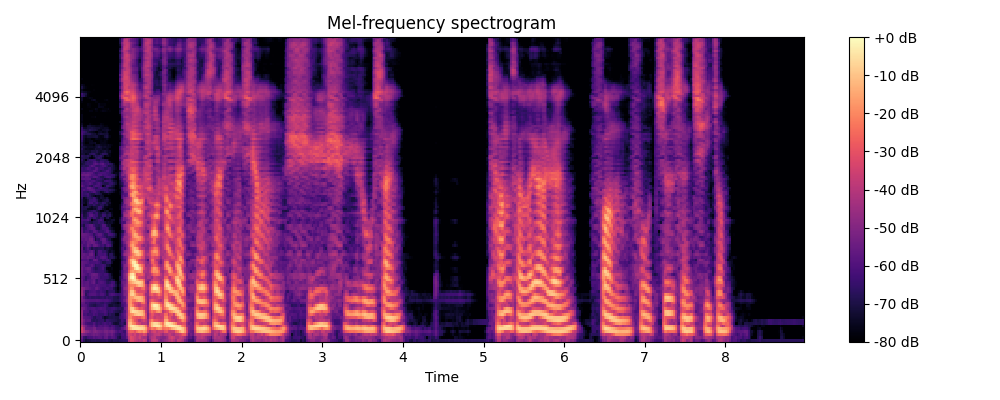 Mel-frequency spectrogram
+0 dB
-10 dB
-20 dB
-30 dB
-40 dB
-50 dB
-60 dB
-70 dB
-80 dB
Hz
4096
2048
1024
512
0
0 1 2 3 4 5 6 7 8
Time